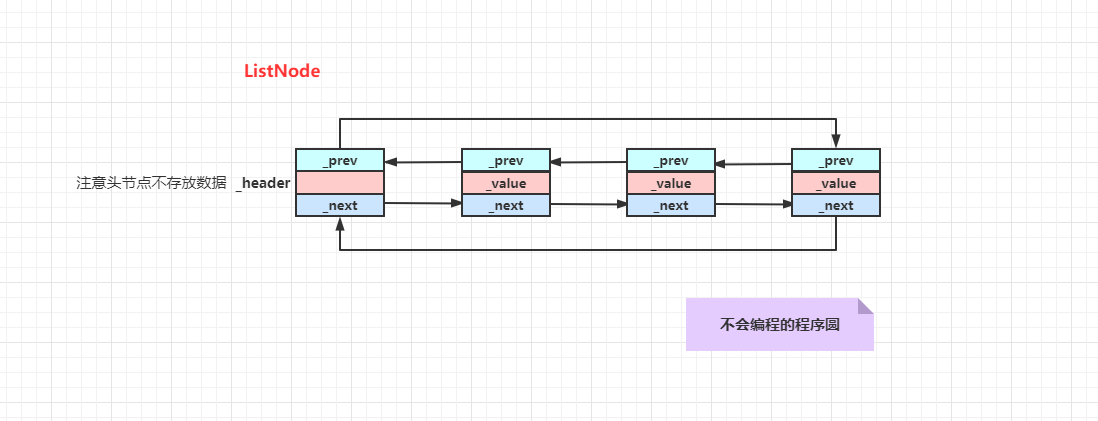 ListNode
_prev _prev _prev _prev
注意头节点不存放数据 _header _value _value _value
_next _next _next _next
不会编程的程序圆